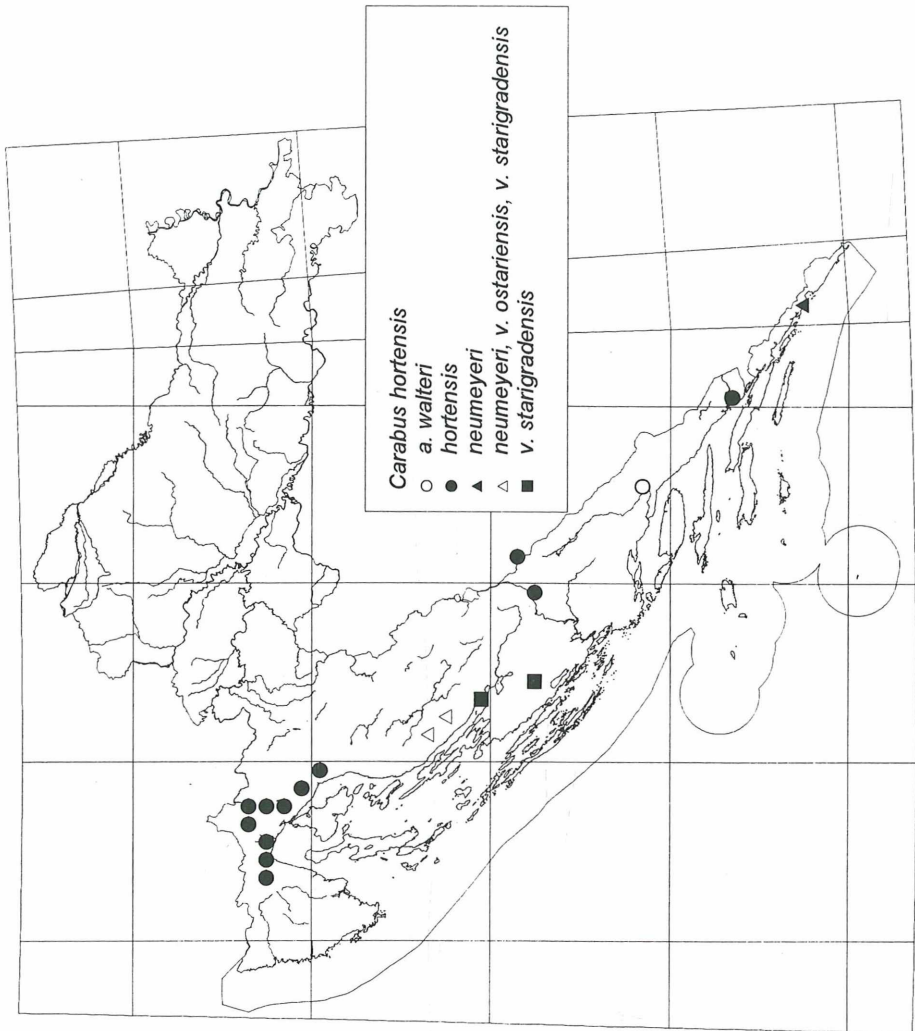 Carabus hortensis
a. walteri
hortensis
neumeyeri
neumeyeri, v. ostariensis, v. starigradensis
v. starigradensis